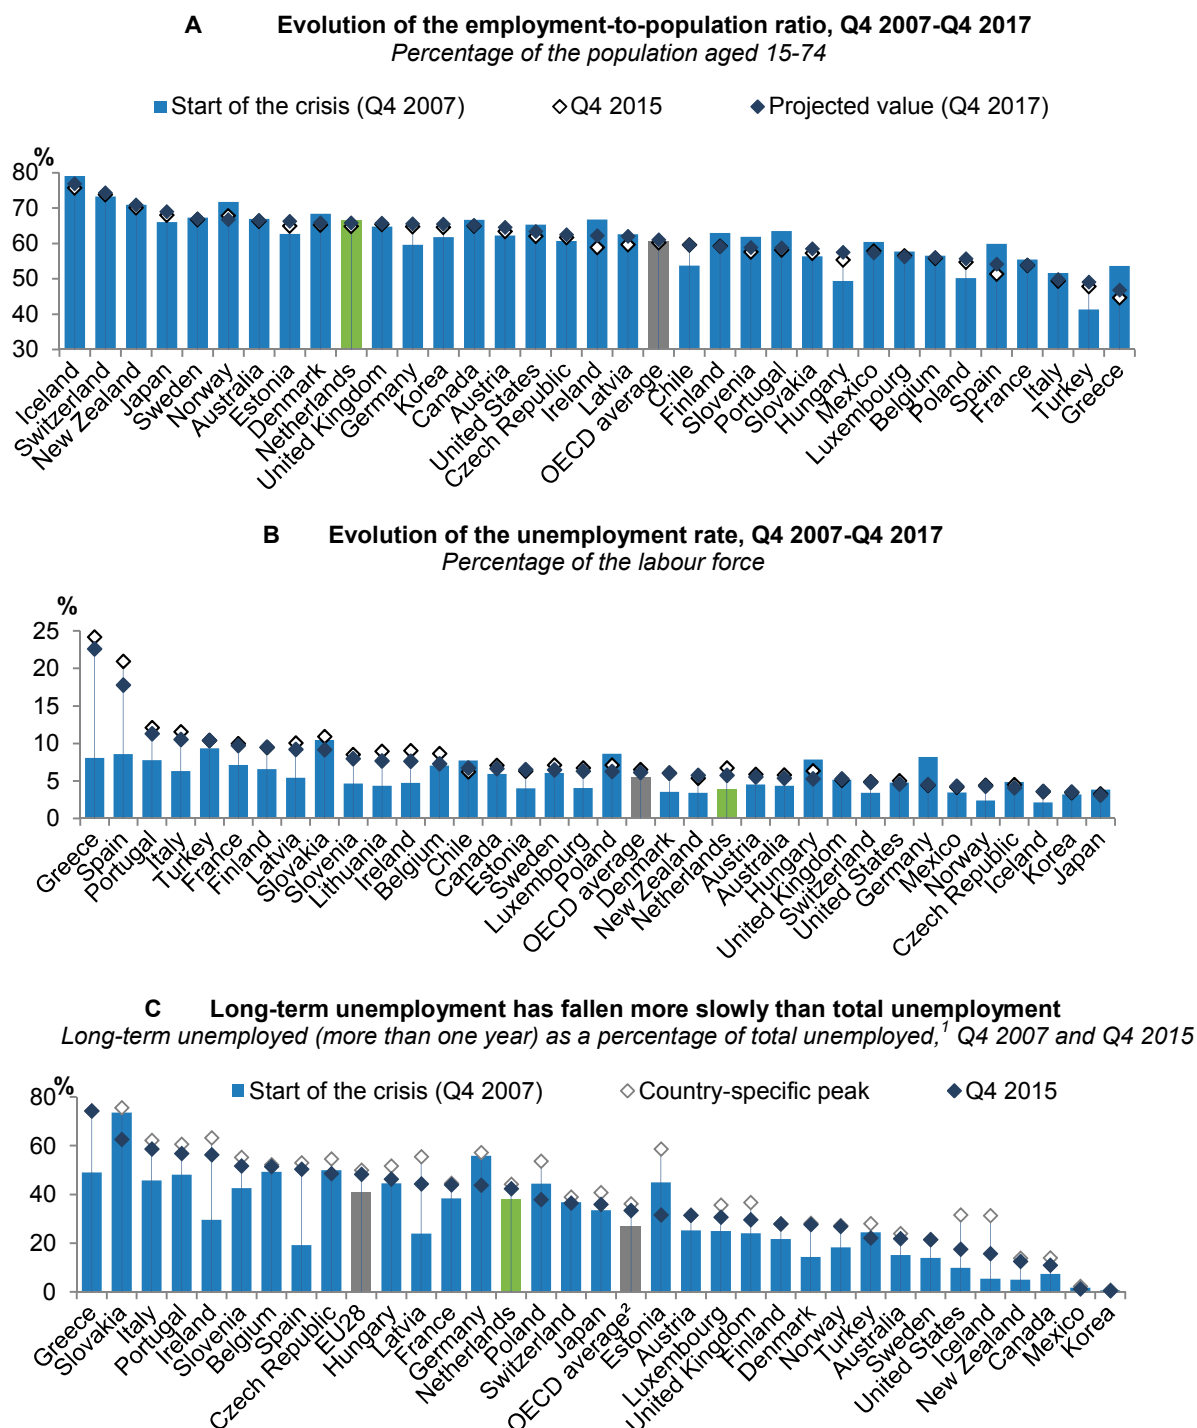 A Evolution of the employment-to-population ratio, Q4 2007-Q4 2017
Percentage of the population aged 15-74
Start of the crisis (Q4 2007) Q4 2015 Projected value (Q4 2017)
%
80
70
60
50
40
30
Iceland
Switzerland
New Zealand
Japan
Sweden
Norway
Australia
Estonia
Denmark
Netherlands
United Kingdom
Germany
Korea
Canada
Austria
United States
Czech Republic
Ireland
Latvia
OECD average
Chile
Finland
Slovenia
Portugal
Slovakia
Hungary
Mexico
Luxembourg
Belgium
Poland
Spain
France
Italy
Turkey
Greece
B Evolution of the unemployment rate, Q4 2007-Q4 2017
Percentage of the labour force
%
25
20
15
10
5
0
Greece
Spain
Portugal
Italy
Turkey
France
Finland
Latvia
Slovakia
Slovenia
Lithuania
Ireland
Belgium
Chile
Canada
Estonia
Sweden
Luxembourg
Poland
OECD average
Denmark
New Zealand
Netherlands
Austria
Australia
Hungary
United Kingdom
Switzerland
United States
Germany
Mexico
Norway
Czech Republic
Iceland
Korea
Japan
C Long-term unemployment has fallen more slowly than total unemployment
Long-term unemployed (more than one year) as a percentage of total unemployed,¹ Q4 2007 and Q4 2015
Start of the crisis (Q4 2007) Country-specific peak Q4 2015
%
80
60
40
20
0
Greece
Slovakia
Italy
Portugal
Ireland
Slovenia
Belgium
Spain
Czech Republic
EU28
Hungary
Latvia
France
Germany
Netherlands
Poland
Switzerland
Japan
OECD average²
Estonia
Austria
Luxembourg
United Kingdom
Finland
Denmark
Norway
Turkey
Australia
Sweden
United States
Iceland
New Zealand
Canada
Mexico
Korea